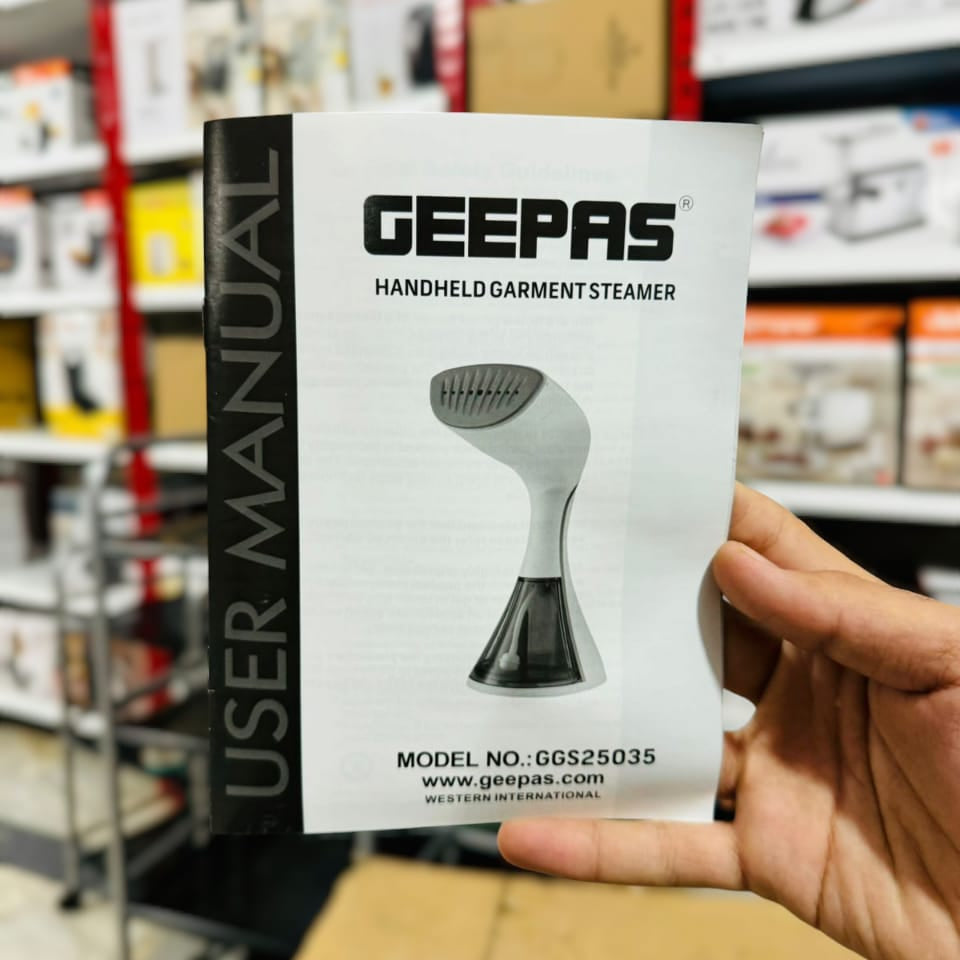 USER MANUAL
GEEPAS®
HANDHELD GARMENT STEAMER
MODEL NO.:GGS25035
www.geepas.com
WESTERN INTERNATIONAL